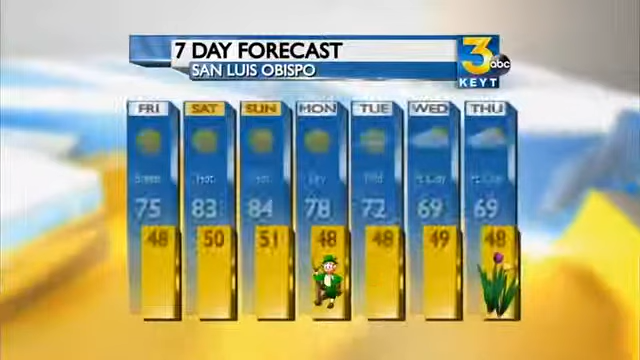 7 DAY FORECAST
SAN LUIS OBISPO
3 abc
KEYT
FRI SAT SUN MON TUE WED THU
Hot
75 83 84 78 72 69 69
48 50 51 48 48 49 48